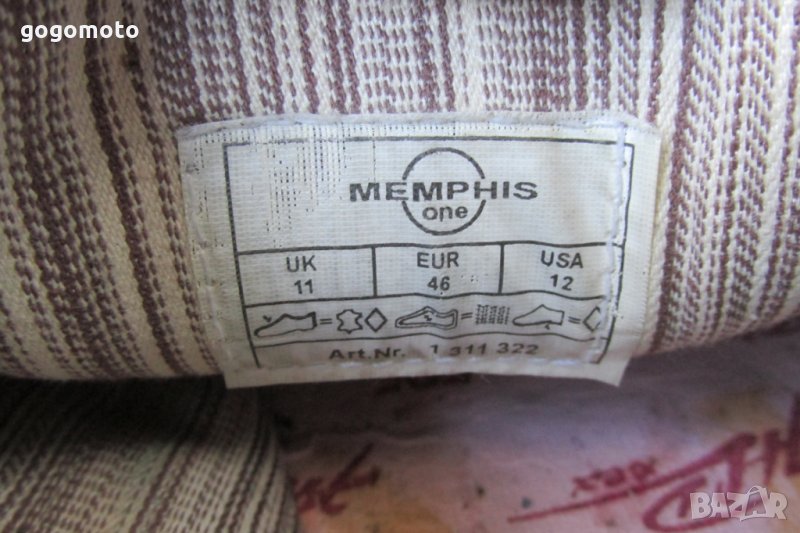 gogomoto
MEMPHIS
one
UK EUR USA
11 46 12
Art.Nr. 1 311 322
BAZAR